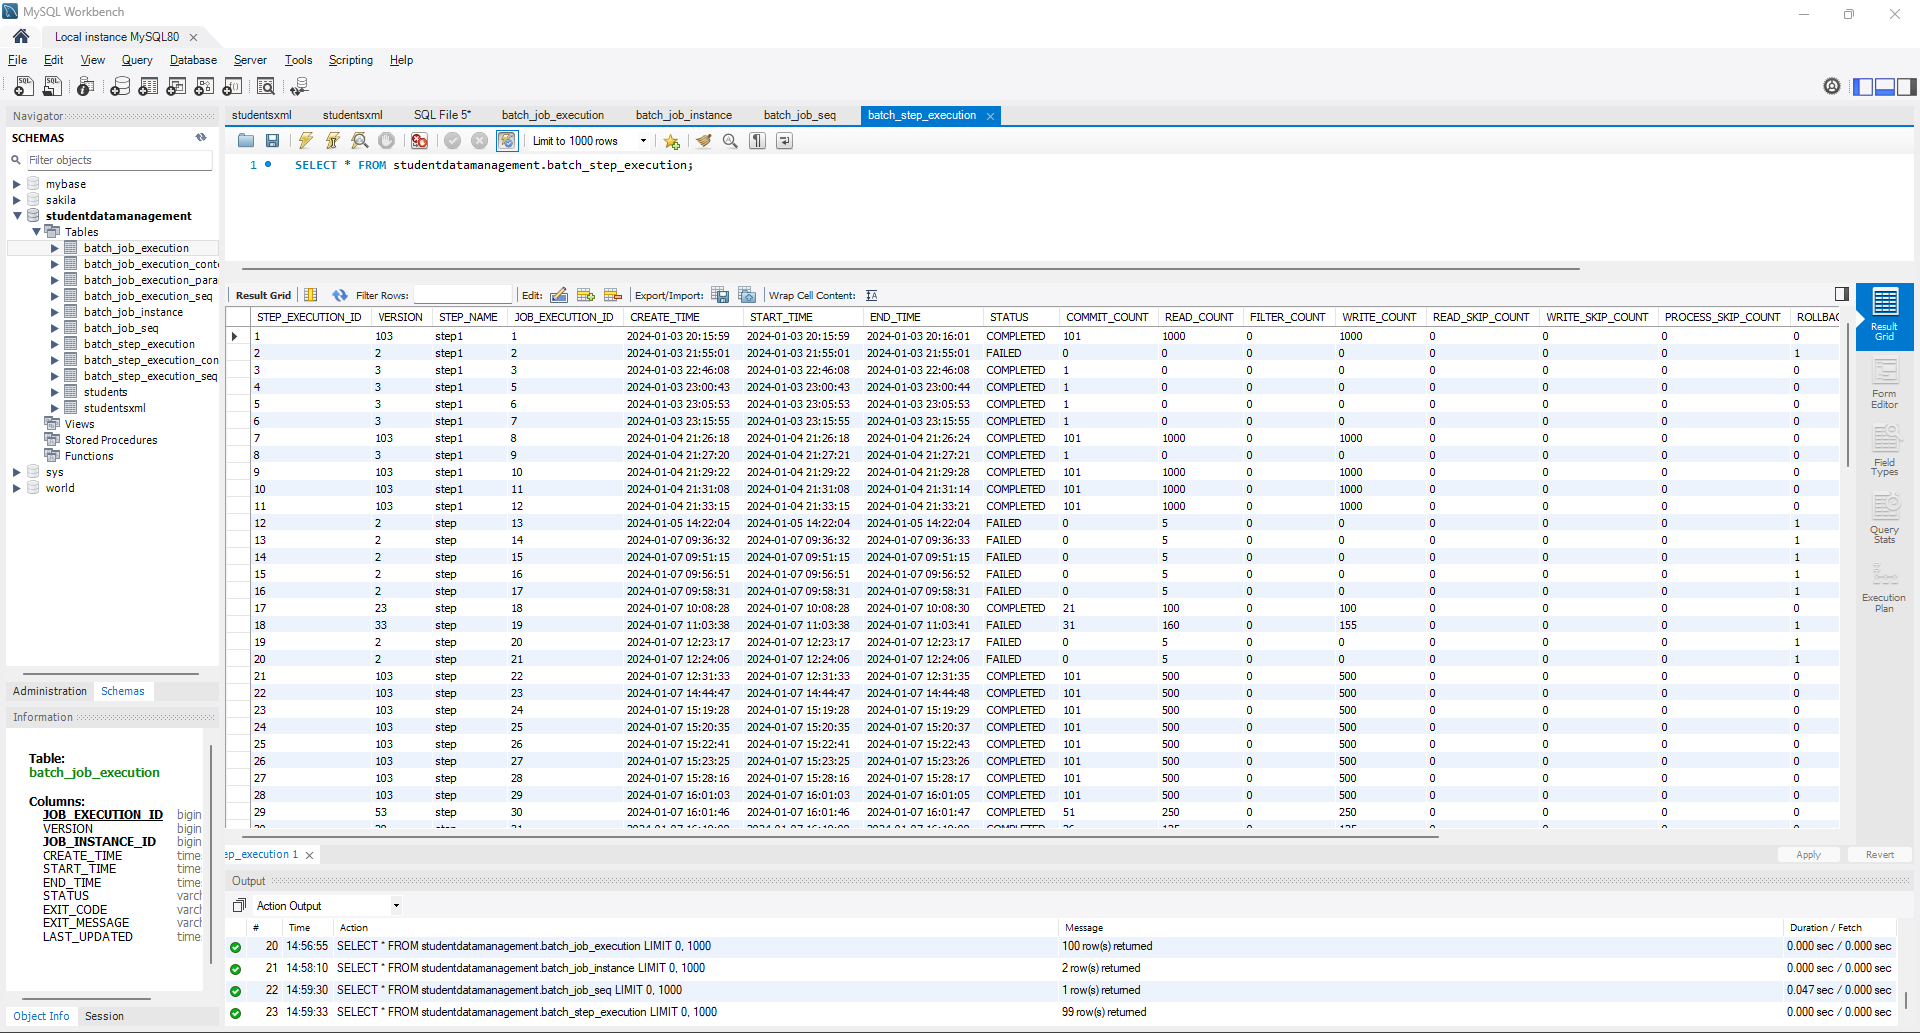 MySQL Workbench
Local instance MySQL80
File Edit View Query Database Server Tools Scripting Help
Navigator
SCHEMAS
Filter objects
mybase
sakila
studentdatamanagement
Tables
batch_job_execution
batch_job_execution_conte
batch_job_execution_para
batch_job_execution_seq
batch_job_instance
batch_job_seq
batch_step_execution
batch_step_execution_con
batch_step_execution_seq
students
studentsxml
Views
Stored Procedures
Functions
sys
world
Administration Schemas
Information
Table:
batch_job_execution
Columns:
JOB_EXECUTION_ID bigin
VERSION bigin
JOB_INSTANCE_ID bigin
CREATE_TIME time
START_TIME time
END_TIME time
STATUS varch
EXIT_CODE varch
EXIT_MESSAGE varch
LAST_UPDATED time
Object Info Session
studentsxml studentsxml SQL File 5* batch_job_execution batch_job_instance batch_job_seq batch_step_execution
Limit to 1000 rows
1 SELECT * FROM studentdatamanagement.batch_step_execution;
Result Grid Filter Rows: Edit: Export/Import: Wrap Cell Content:
STEP_EXECUTION_ID VERSION STEP_NAME JOB_EXECUTION_ID CREATE_TIME START_TIME END_TIME STATUS COMMIT_COUNT READ_COUNT FILTER_COUNT WRITE_COUNT READ_SKIP_COUNT WRITE_SKIP_COUNT PROCESS_SKIP_COUNT ROLLBAC
1 103 step1 1 2024-01-03 20:15:59 2024-01-03 20:15:59 2024-01-03 20:16:01 COMPLETED 101 1000 0 1000 0 0 0 0
2 2 step1 2 2024-01-03 21:55:01 2024-01-03 21:55:01 2024-01-03 21:55:01 FAILED 0 0 0 0 0 0 0 1
3 3 step1 3 2024-01-03 22:46:08 2024-01-03 22:46:08 2024-01-03 22:46:08 COMPLETED 1 0 0 0 0 0 0 0
4 3 step1 5 2024-01-03 23:00:43 2024-01-03 23:00:43 2024-01-03 23:00:44 COMPLETED 1 0 0 0 0 0 0 0
5 3 step1 6 2024-01-03 23:05:53 2024-01-03 23:05:53 2024-01-03 23:05:53 COMPLETED 1 0 0 0 0 0 0 0
6 3 step1 7 2024-01-03 23:15:55 2024-01-03 23:15:55 2024-01-03 23:15:55 COMPLETED 1 0 0 0 0 0 0 0
7 103 step1 8 2024-01-04 21:26:18 2024-01-04 21:26:18 2024-01-04 21:26:24 COMPLETED 101 1000 0 1000 0 0 0 0
8 3 step1 9 2024-01-04 21:27:20 2024-01-04 21:27:21 2024-01-04 21:27:21 COMPLETED 1 0 0 0 0 0 0 0
9 103 step1 10 2024-01-04 21:29:22 2024-01-04 21:29:22 2024-01-04 21:29:28 COMPLETED 101 1000 0 1000 0 0 0 0
10 103 step1 11 2024-01-04 21:31:08 2024-01-04 21:31:08 2024-01-04 21:31:14 COMPLETED 101 1000 0 1000 0 0 0 0
11 103 step1 12 2024-01-04 21:33:15 2024-01-04 21:33:15 2024-01-04 21:33:21 COMPLETED 101 1000 0 1000 0 0 0 0
12 2 step 13 2024-01-05 14:22:04 2024-01-05 14:22:04 2024-01-05 14:22:04 FAILED 0 5 0 0 0 0 0 1
13 2 step 14 2024-01-07 09:36:32 2024-01-07 09:36:32 2024-01-07 09:36:33 FAILED 0 5 0 0 0 0 0 1
14 2 step 15 2024-01-07 09:51:15 2024-01-07 09:51:15 2024-01-07 09:51:15 FAILED 0 5 0 0 0 0 0 1
15 2 step 16 2024-01-07 09:56:51 2024-01-07 09:56:51 2024-01-07 09:56:52 FAILED 0 5 0 0 0 0 0 1
16 2 step 17 2024-01-07 09:58:31 2024-01-07 09:58:31 2024-01-07 09:58:31 FAILED 0 5 0 0 0 0 0 1
17 23 step 18 2024-01-07 10:08:28 2024-01-07 10:08:28 2024-01-07 10:08:30 COMPLETED 21 100 0 100 0 0 0 0
18 33 step 19 2024-01-07 11:03:38 2024-01-07 11:03:38 2024-01-07 11:03:41 FAILED 31 160 0 155 0 0 0 1
19 2 step 20 2024-01-07 12:23:17 2024-01-07 12:23:17 2024-01-07 12:23:17 FAILED 0 5 0 0 0 0 0 1
20 2 step 21 2024-01-07 12:24:06 2024-01-07 12:24:06 2024-01-07 12:24:06 FAILED 0 5 0 0 0 0 0 1
21 103 step 22 2024-01-07 12:31:33 2024-01-07 12:31:33 2024-01-07 12:31:35 COMPLETED 101 500 0 500 0 0 0 0
22 103 step 23 2024-01-07 14:44:47 2024-01-07 14:44:47 2024-01-07 14:44:48 COMPLETED 101 500 0 500 0 0 0 0
23 103 step 24 2024-01-07 15:19:28 2024-01-07 15:19:28 2024-01-07 15:19:29 COMPLETED 101 500 0 500 0 0 0 0
24 103 step 25 2024-01-07 15:20:35 2024-01-07 15:20:35 2024-01-07 15:20:37 COMPLETED 101 500 0 500 0 0 0 0
25 103 step 26 2024-01-07 15:22:41 2024-01-07 15:22:41 2024-01-07 15:22:43 COMPLETED 101 500 0 500 0 0 0 0
26 103 step 27 2024-01-07 15:23:25 2024-01-07 15:23:25 2024-01-07 15:23:26 COMPLETED 101 500 0 500 0 0 0 0
27 103 step 28 2024-01-07 15:28:16 2024-01-07 15:28:16 2024-01-07 15:28:17 COMPLETED 101 500 0 500 0 0 0 0
28 103 step 29 2024-01-07 16:01:03 2024-01-07 16:01:03 2024-01-07 16:01:05 COMPLETED 101 500 0 500 0 0 0 0
29 53 step 30 2024-01-07 16:01:46 2024-01-07 16:01:46 2024-01-07 16:01:47 COMPLETED 51 250 0 250 0 0 0 0
Result Grid
Form Editor
Field Types
Query Stats
Execution Plan
ep_execution 1
Apply Revert
Output
Action Output
# Time Action Message Duration / Fetch
20 14:56:55 SELECT * FROM studentdatamanagement.batch_job_execution LIMIT 0, 1000 100 row(s) returned 0.000 sec / 0.000 sec
21 14:58:10 SELECT * FROM studentdatamanagement.batch_job_instance LIMIT 0, 1000 2 row(s) returned 0.000 sec / 0.000 sec
22 14:59:30 SELECT * FROM studentdatamanagement.batch_job_seq LIMIT 0, 1000 1 row(s) returned 0.047 sec / 0.000 sec
23 14:59:33 SELECT * FROM studentdatamanagement.batch_step_execution LIMIT 0, 1000 99 row(s) returned 0.000 sec / 0.000 sec